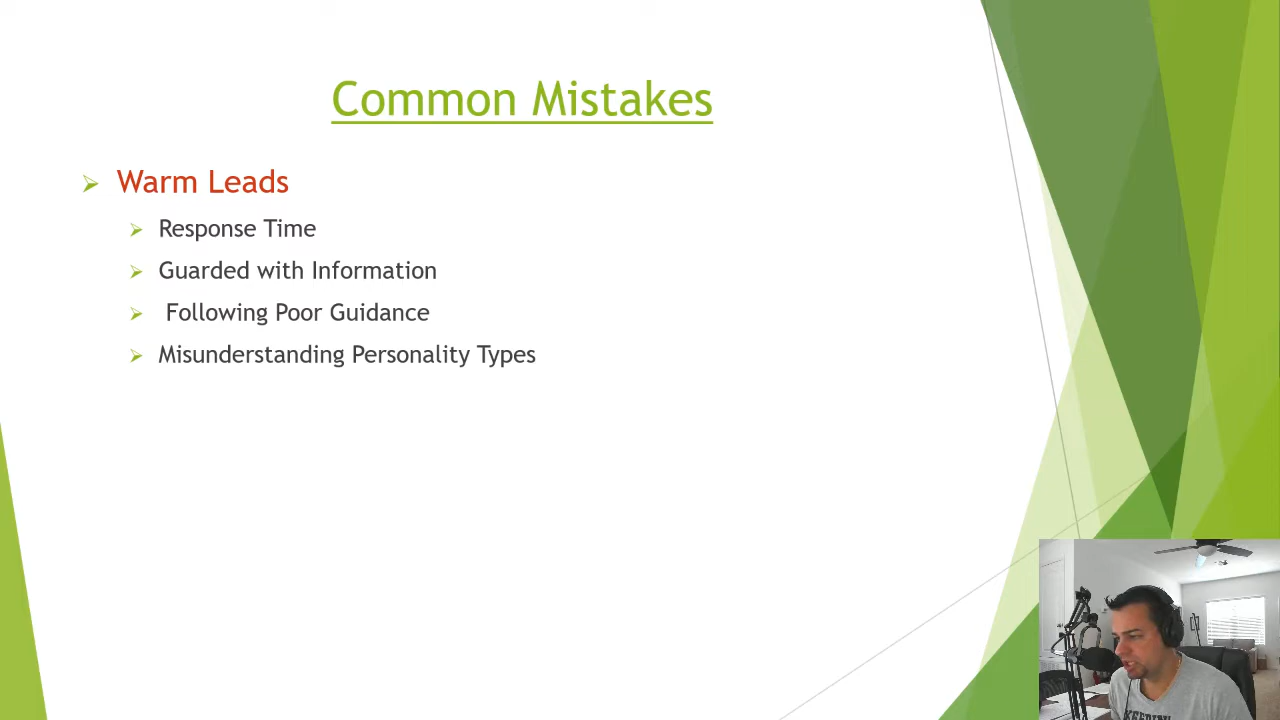 Common Mistakes
Warm Leads
Response Time
Guarded with Information
Following Poor Guidance
Misunderstanding Personality Types